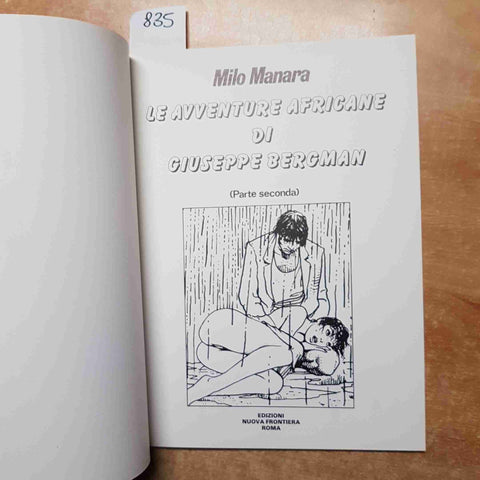 835
Milo Manara
LE AVVENTURE AFRICANE
DI
GIUSEPPE BERGMAN
(Parte seconda)
EDIZIONI
NUOVA FRONTIERA
ROMA